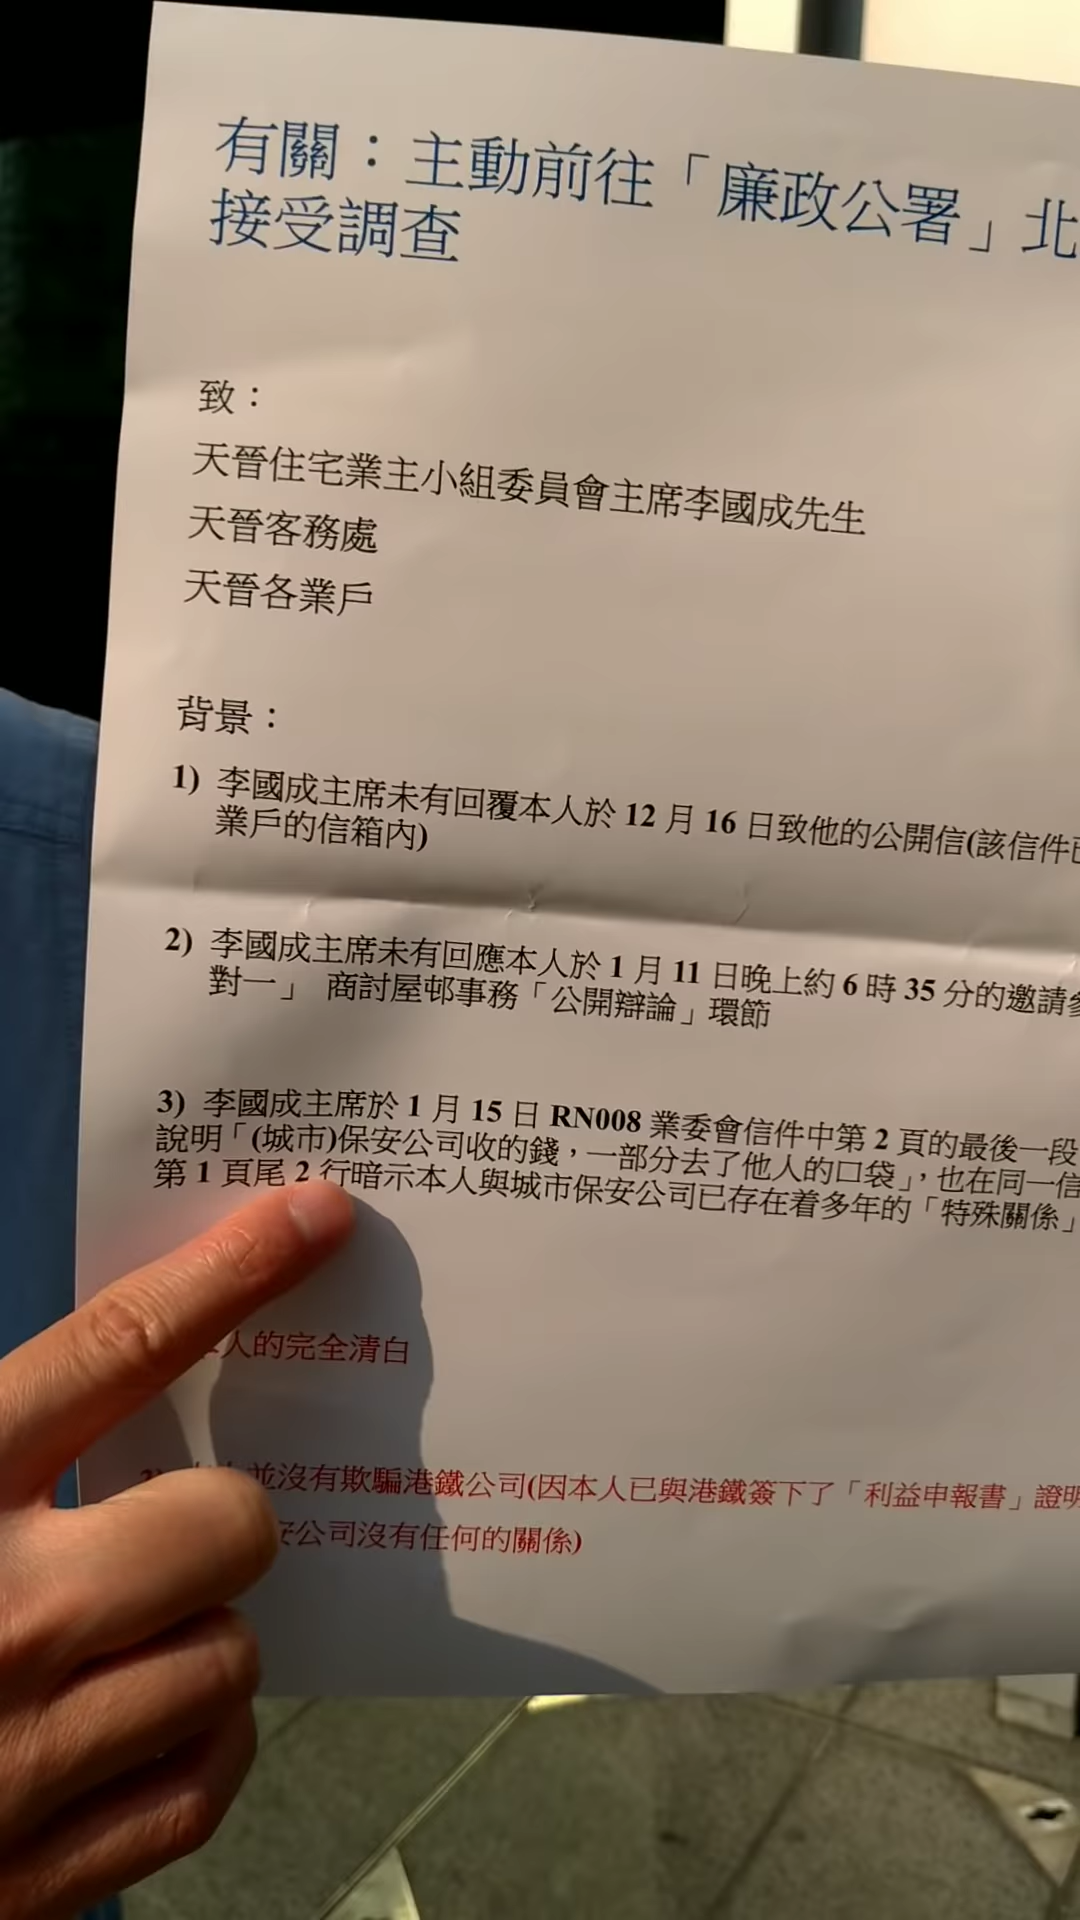 有關：主動前往「廉政公署」北
接受調查
致：
天晉住宅業主小組委員會主席李國成先生
天晉客務處
天晉各業戶
背景：
1) 李國成主席未有回覆本人於 12 月 16 日致他的公開信(該信件已
業戶的信箱內)
2) 李國成主席未有回應本人於 1 月 11 日晚上約 6 時 35 分的邀請參
對一」 商討屋邨事務「公開辯論」環節
3) 李國成主席於 1 月 15 日 RN008 業委會信件中第 2 頁的最後一段
說明「(城市)保安公司收的錢，一部分去了他人的口袋」，也在同一信
第 1 頁尾 2 行暗示本人與城市保安公司已存在着多年的「特殊關係」
人的完全清白
並沒有欺騙港鐵公司(因本人已與港鐵簽下了「利益申報書」證明
安公司沒有任何的關係)